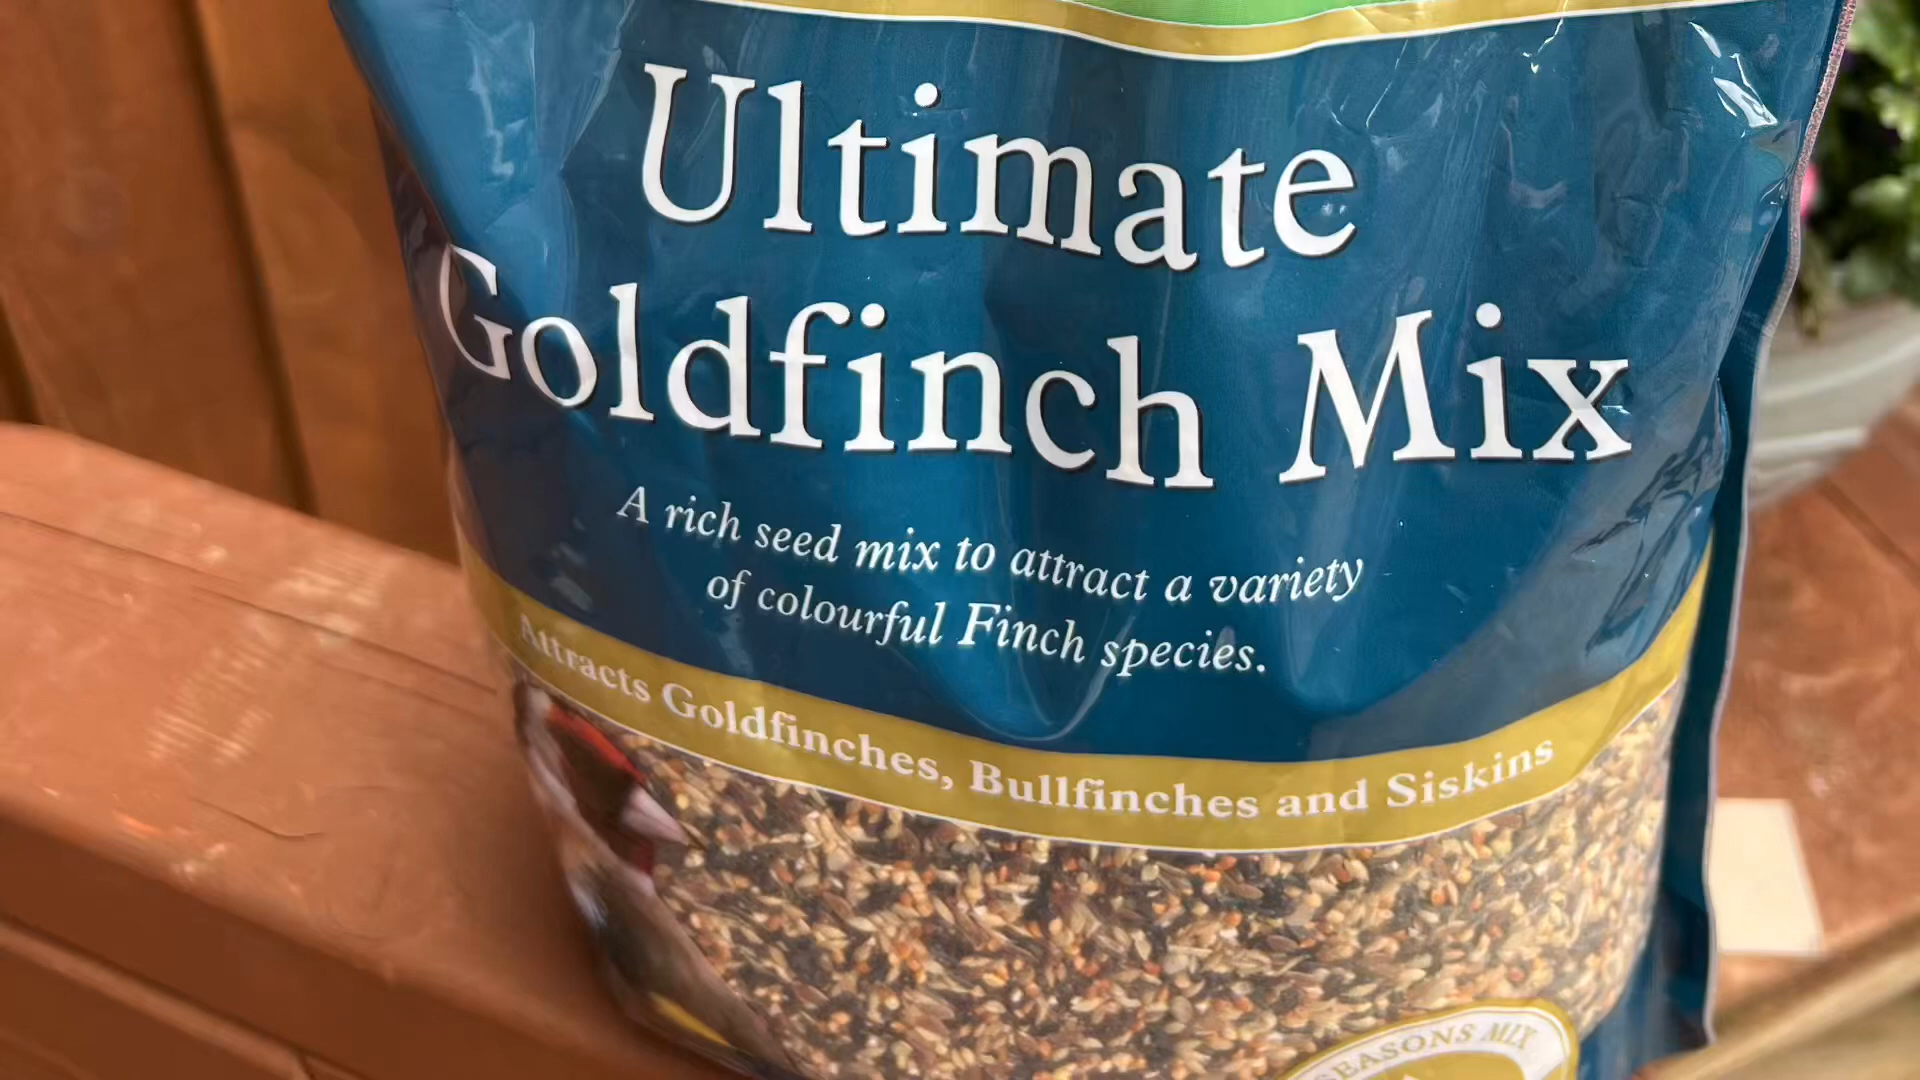 Ultimate
Goldfinch Mix
A rich seed mix to attract a variety
of colourful Finch species.
Attracts Goldfinches, Bullfinches and Siskins
SEASONS MIX